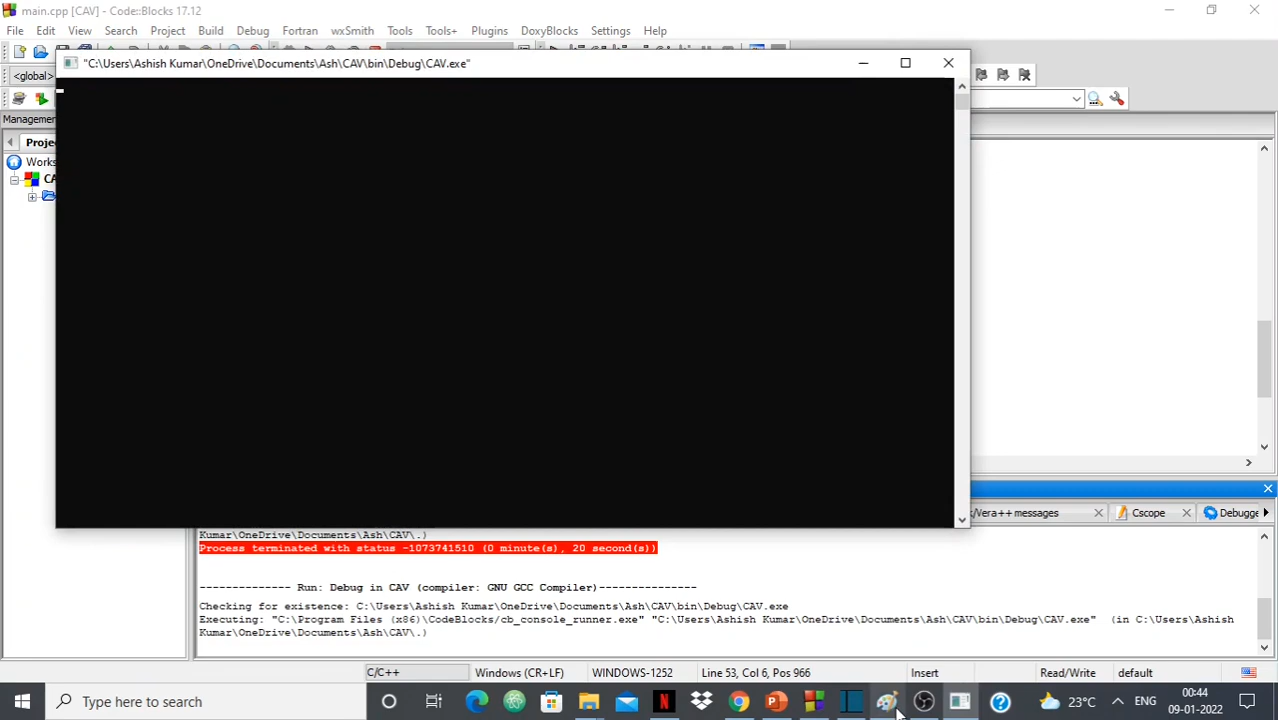 main.cpp [CAV] - Code::Blocks 17.12
File Edit View Search Project Build Debug Fortran wxSmith Tools Tools+ Plugins DoxyBlocks Settings Help
"C:\Users\Ashish Kumar\OneDrive\Documents\Ash\CAV\bin\Debug\CAV.exe"
<global>
Management
Projec
Works
CA
/Vera++ messages Cscope Debugge
Kumar\OneDrive\Documents\Ash\CAV\.)
Process terminated with status -1073741510 (0 minute(s), 20 second(s))
-------------- Run: Debug in CAV (compiler: GNU GCC Compiler)---------------
Checking for existence: C:\Users\Ashish Kumar\OneDrive\Documents\Ash\CAV\bin\Debug\CAV.exe
Executing: "C:\Program Files (x86)\CodeBlocks/cb_console_runner.exe" "C:\Users\Ashish Kumar\OneDrive\Documents\Ash\CAV\bin\Debug\CAV.exe"  (in C:\Users\Ashish
Kumar\OneDrive\Documents\Ash\CAV\.)
C/C++ Windows (CR+LF) WINDOWS-1252 Line 53, Col 6, Pos 966 Insert Read/Write default
Type here to search 23°C ENG 00:44
09-01-2022